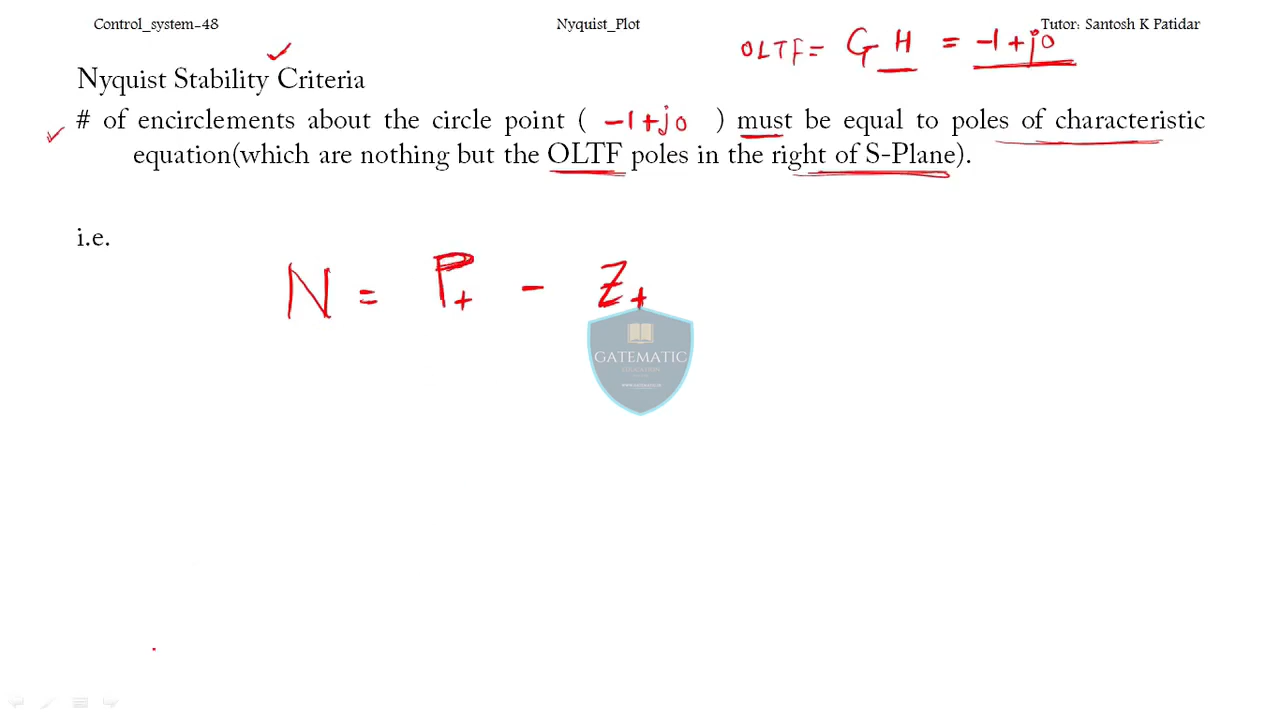 Control_system-48 Nyquist_Plot Tutor: Santosh K Patidar
OLTF = G H = -1 + j0
Nyquist Stability Criteria
# of encirclements about the circle point ( -1 + j0 ) must be equal to poles of characteristic
equation(which are nothing but the OLTF poles in the right of S-Plane).
i.e.
N = P+ - Z+
GATEMATIC
EDUCATION